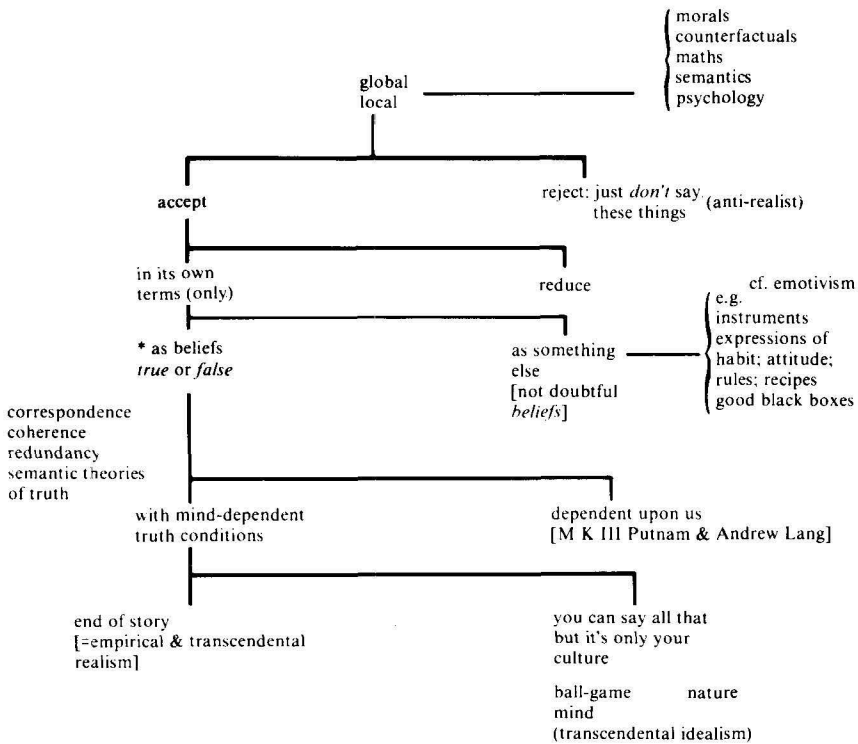 morals
counterfactuals
maths
semantics
psychology
global
local
accept
reject: just don't say
these things
(anti-realist)
in its own
terms (only)
reduce
cf. emotivism
e.g.
instruments
expressions of
habit; attitude;
rules; recipes
good black boxes
* as beliefs
true or false
as something
else
[not doubtful
beliefs]
correspondence
coherence
redundancy
semantic theories
of truth
with mind-dependent
truth conditions
dependent upon us
[M K III Putnam & Andrew Lang]
end of story
[=empirical & transcendental
realism]
you can say all that
but it's only your
culture
ball-game nature
mind
(transcendental idealism)